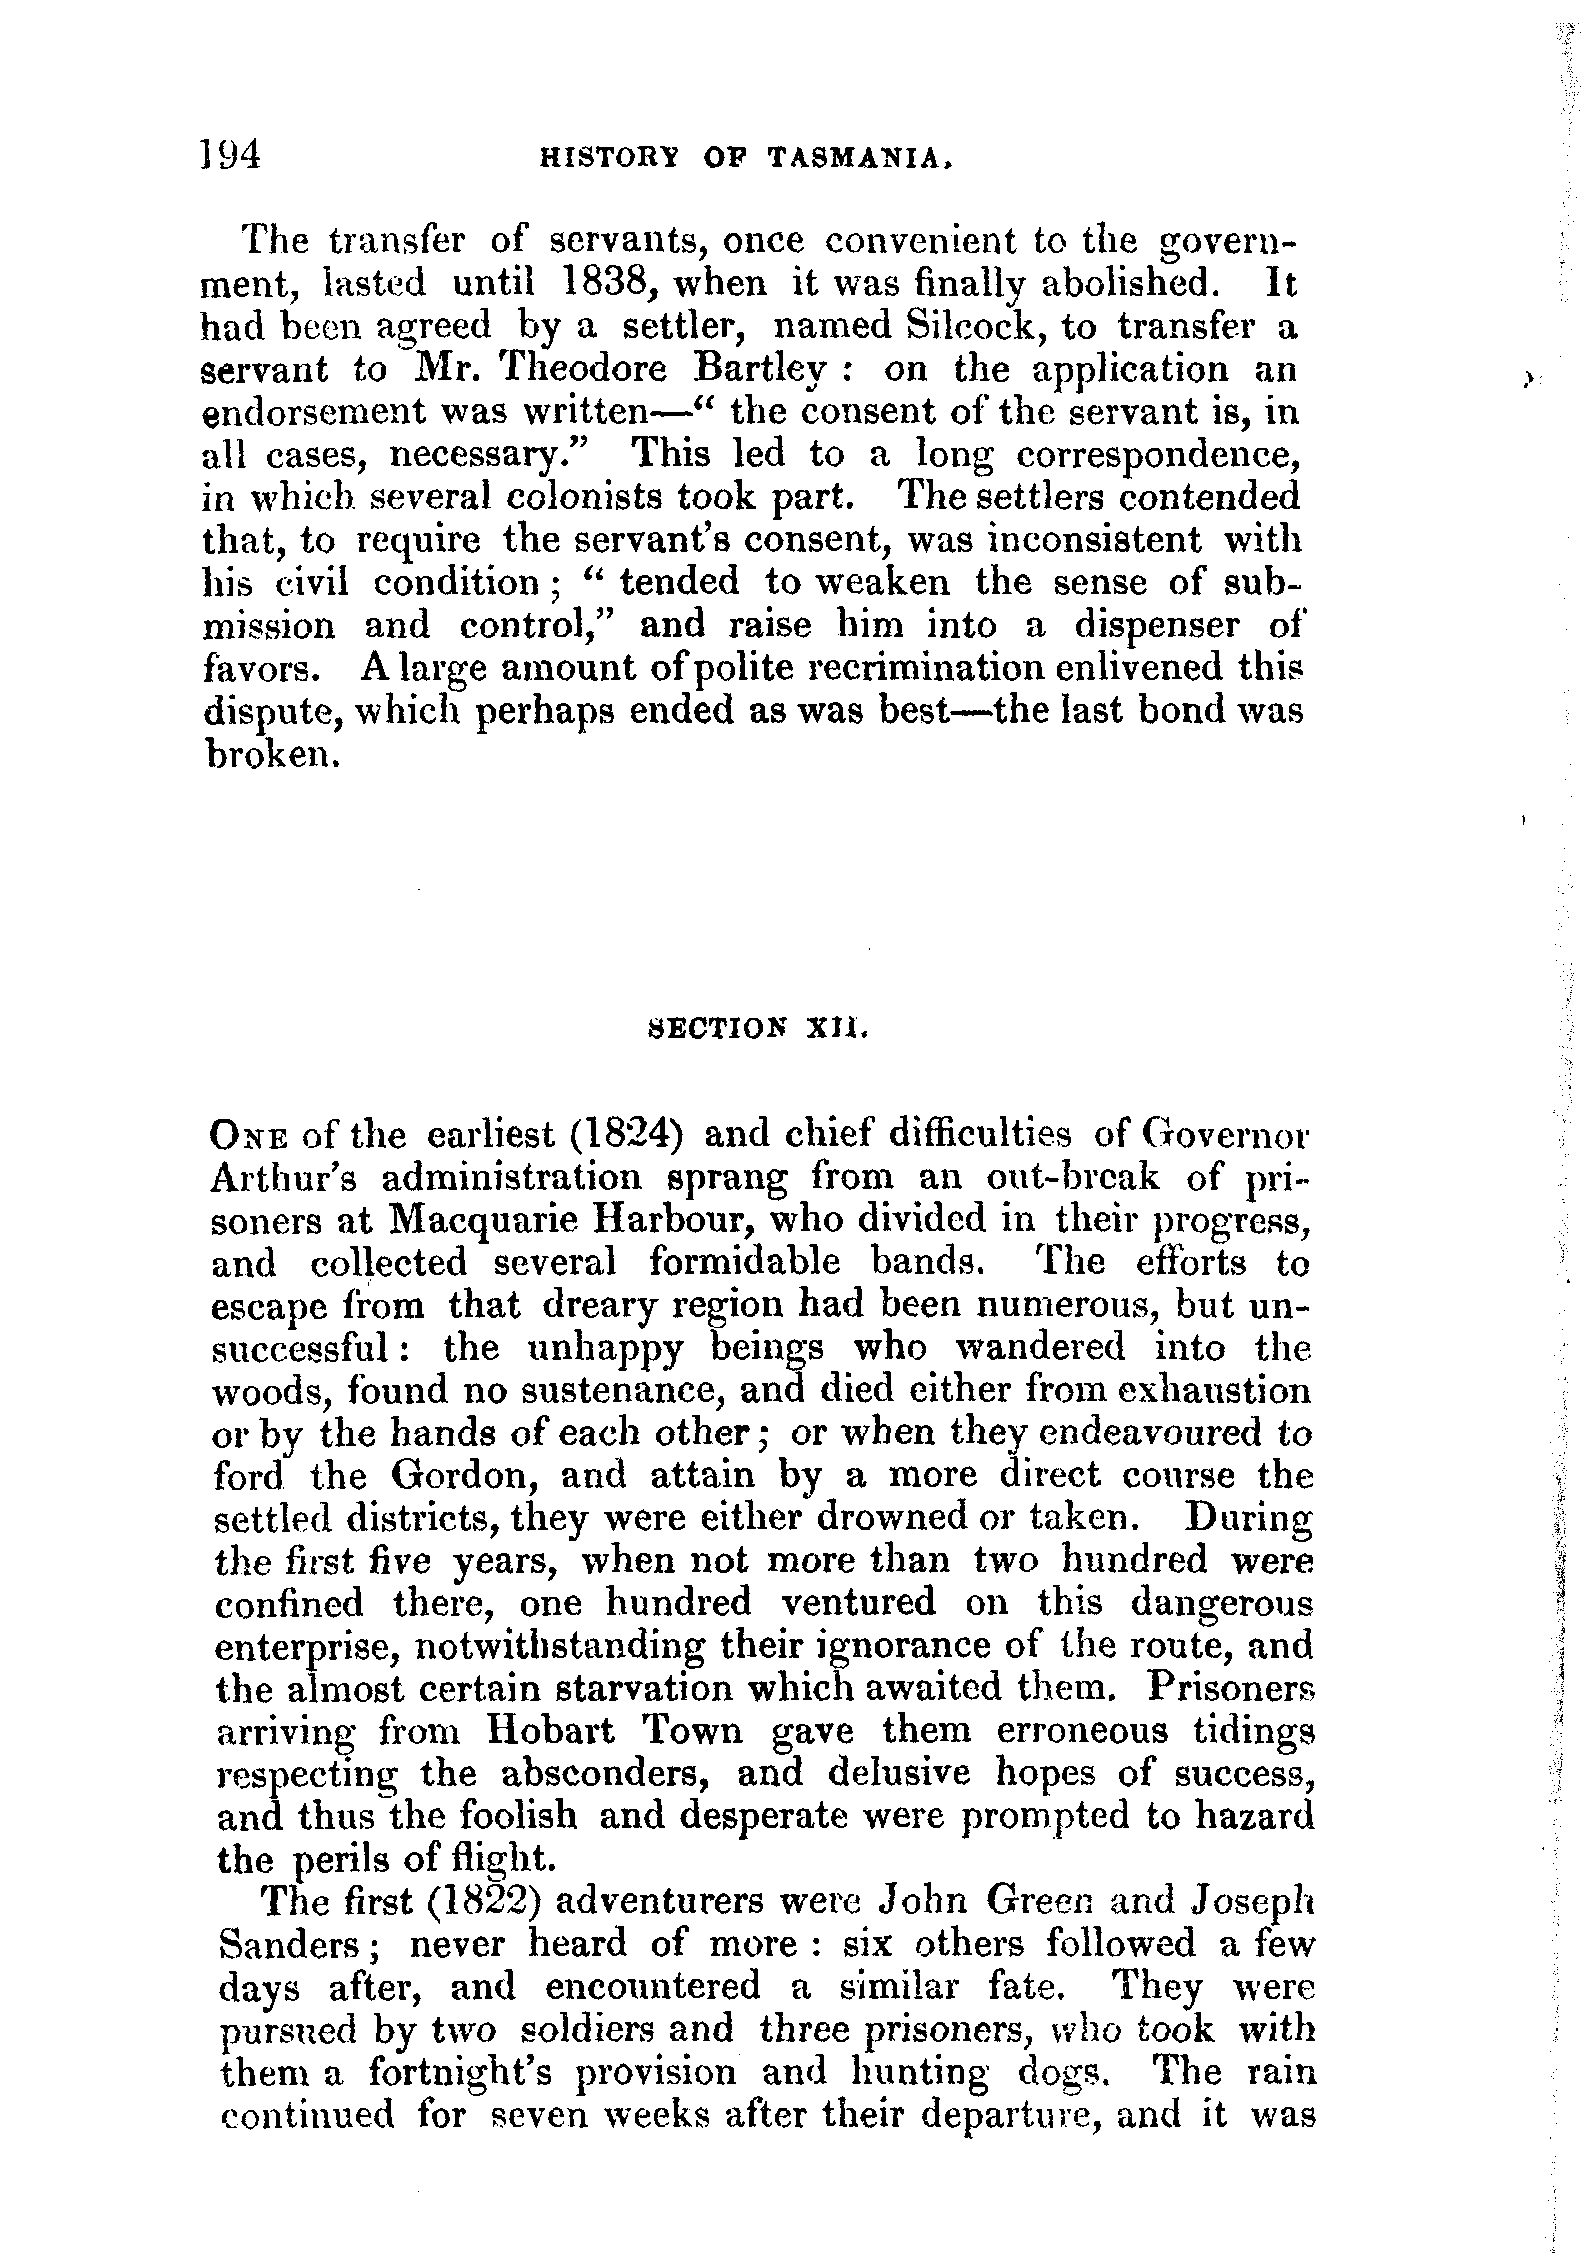 194 HISTORY OF TASMANIA.
The transfer of servants, once convenient to the govern-
ment, lasted until 1838, when it was finally abolished. It
had been agreed by a settler, named Silcock, to transfer a
servant to Mr. Theodore Bartley : on the application an
endorsement was written—“ the consent of the servant is, in
all cases, necessary.” This led to a long correspondence,
in which several colonists took part. The settlers contended
that, to require the servant’s consent, was inconsistent with
his civil condition ; “ tended to weaken the sense of sub-
mission and control,” and raise him into a dispenser of
favors. A large amount of polite recrimination enlivened this
dispute, which perhaps ended as was best—the last bond was
broken.
SECTION XII.
ONE of the earliest (1824) and chief difficulties of Governor
Arthur’s administration sprang from an out-break of pri-
soners at Macquarie Harbour, who divided in their progress,
and collected several formidable bands. The efforts to
escape from that dreary region had been numerous, but un-
successful : the unhappy beings who wandered into the
woods, found no sustenance, and died either from exhaustion
or by the hands of each other ; or when they endeavoured to
ford the Gordon, and attain by a more direct course the
settled districts, they were either drowned or taken. During
the first five years, when not more than two hundred were
confined there, one hundred ventured on this dangerous
enterprise, notwithstanding their ignorance of the route, and
the almost certain starvation which awaited them. Prisoners
arriving from Hobart Town gave them erroneous tidings
respecting the absconders, and delusive hopes of success,
and thus the foolish and desperate were prompted to hazard
the perils of flight.
The first (1822) adventurers were John Green and Joseph
Sanders ; never heard of more : six others followed a few
days after, and encountered a similar fate. They were
pursued by two soldiers and three prisoners, who took with
them a fortnight’s provision and hunting dogs. The rain
continued for seven weeks after their departure, and it was